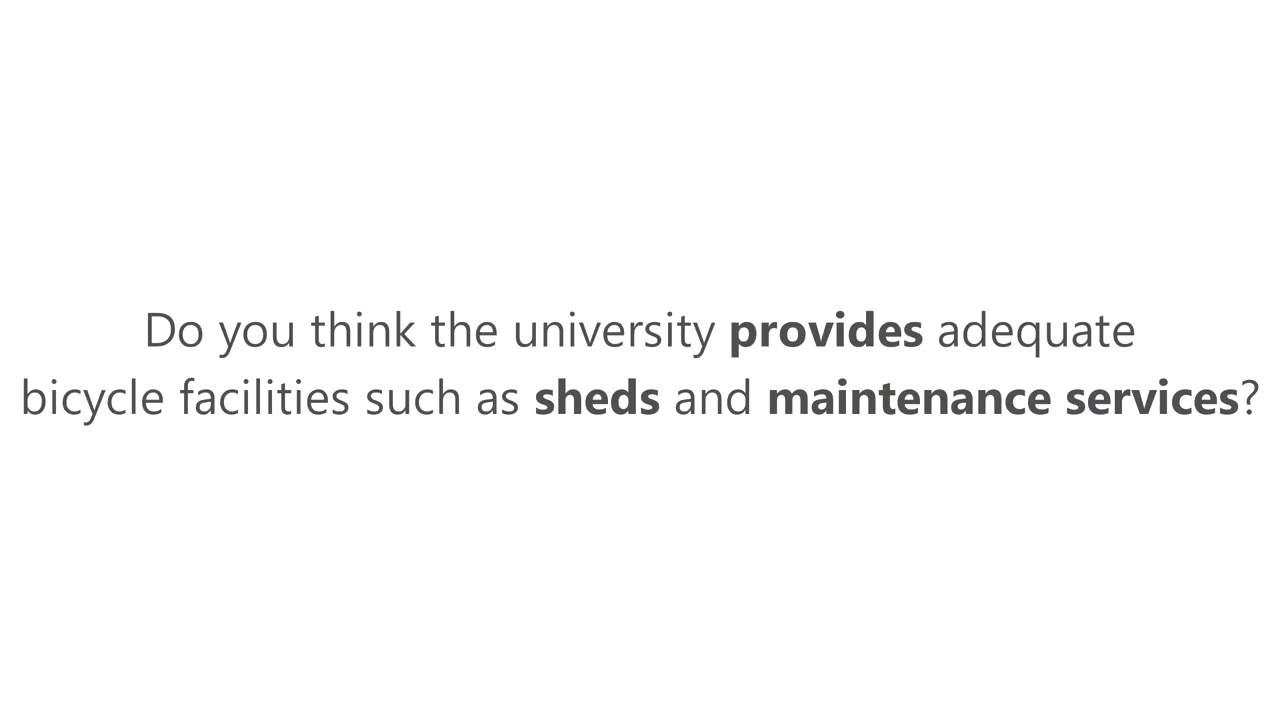 Do you think the university provides adequate
bicycle facilities such as sheds and maintenance services?